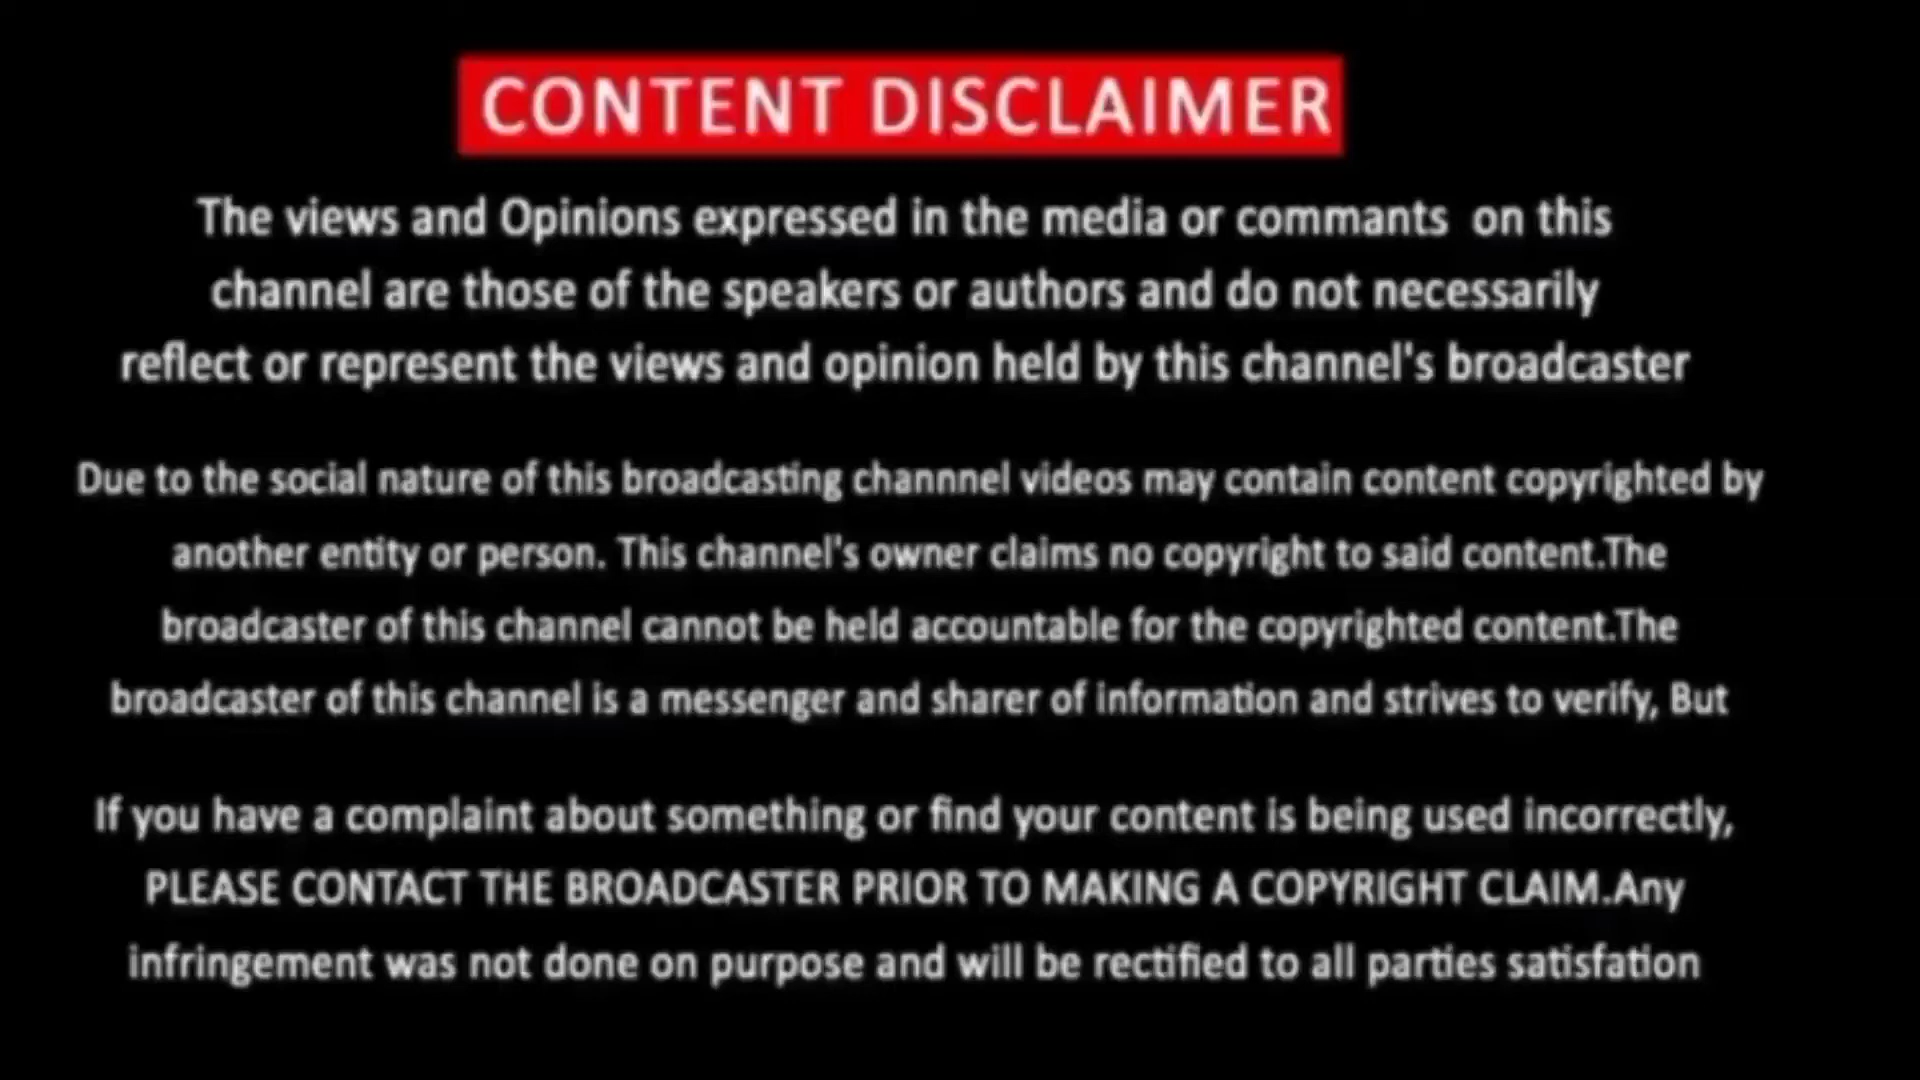 CONTENT DISCLAIMER
The views and Opinions expressed in the media or commants on this
channel are those of the speakers or authors and do not necessarily
reflect or represent the views and opinion held by this channel's broadcaster
Due to the social nature of this broadcasting channnel videos may contain content copyrighted by
another entity or person. This channel's owner claims no copyright to said content.The
broadcaster of this channel cannot be held accountable for the copyrighted content.The
broadcaster of this channel is a messenger and sharer of information and strives to verify, But
If you have a complaint about something or find your content is being used incorrectly,
PLEASE CONTACT THE BROADCASTER PRIOR TO MAKING A COPYRIGHT CLAIM.Any
infringement was not done on purpose and will be rectified to all parties satisfation